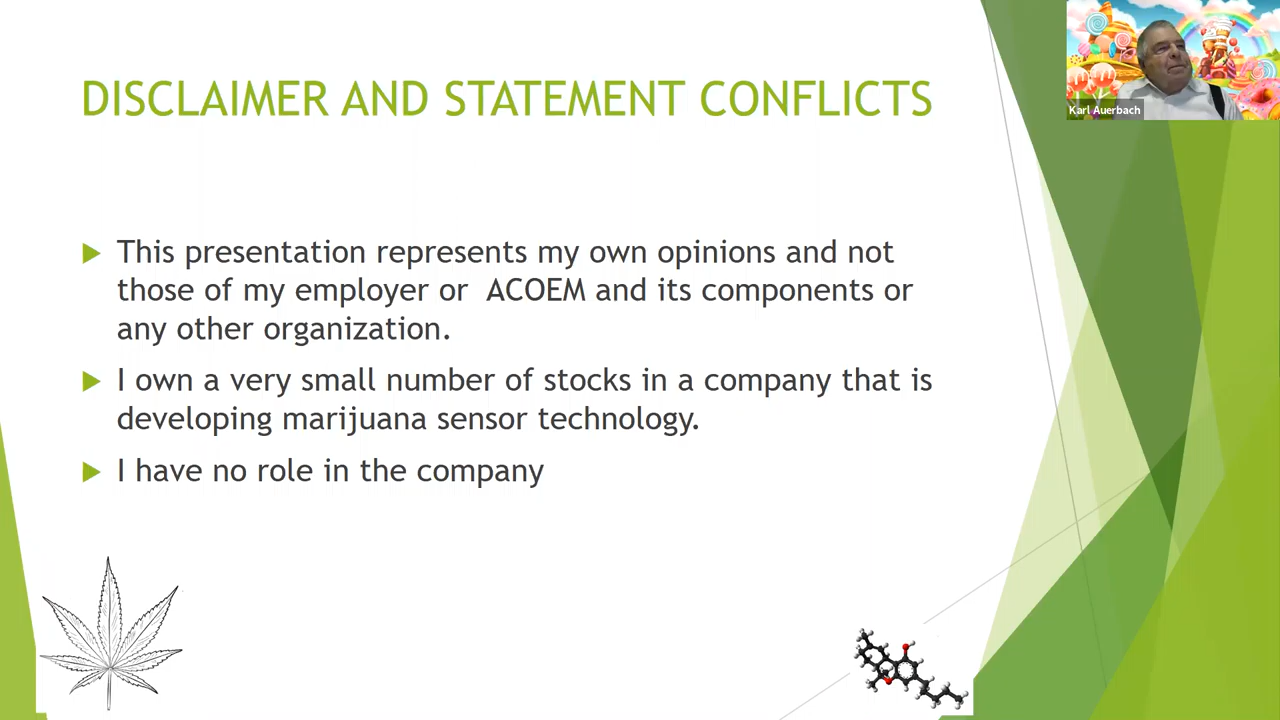 DISCLAIMER AND STATEMENT CONFLICTS
This presentation represents my own opinions and not
those of my employer or ACOEM and its components or
any other organization.
I own a very small number of stocks in a company that is
developing marijuana sensor technology.
I have no role in the company
Karl Auerbach